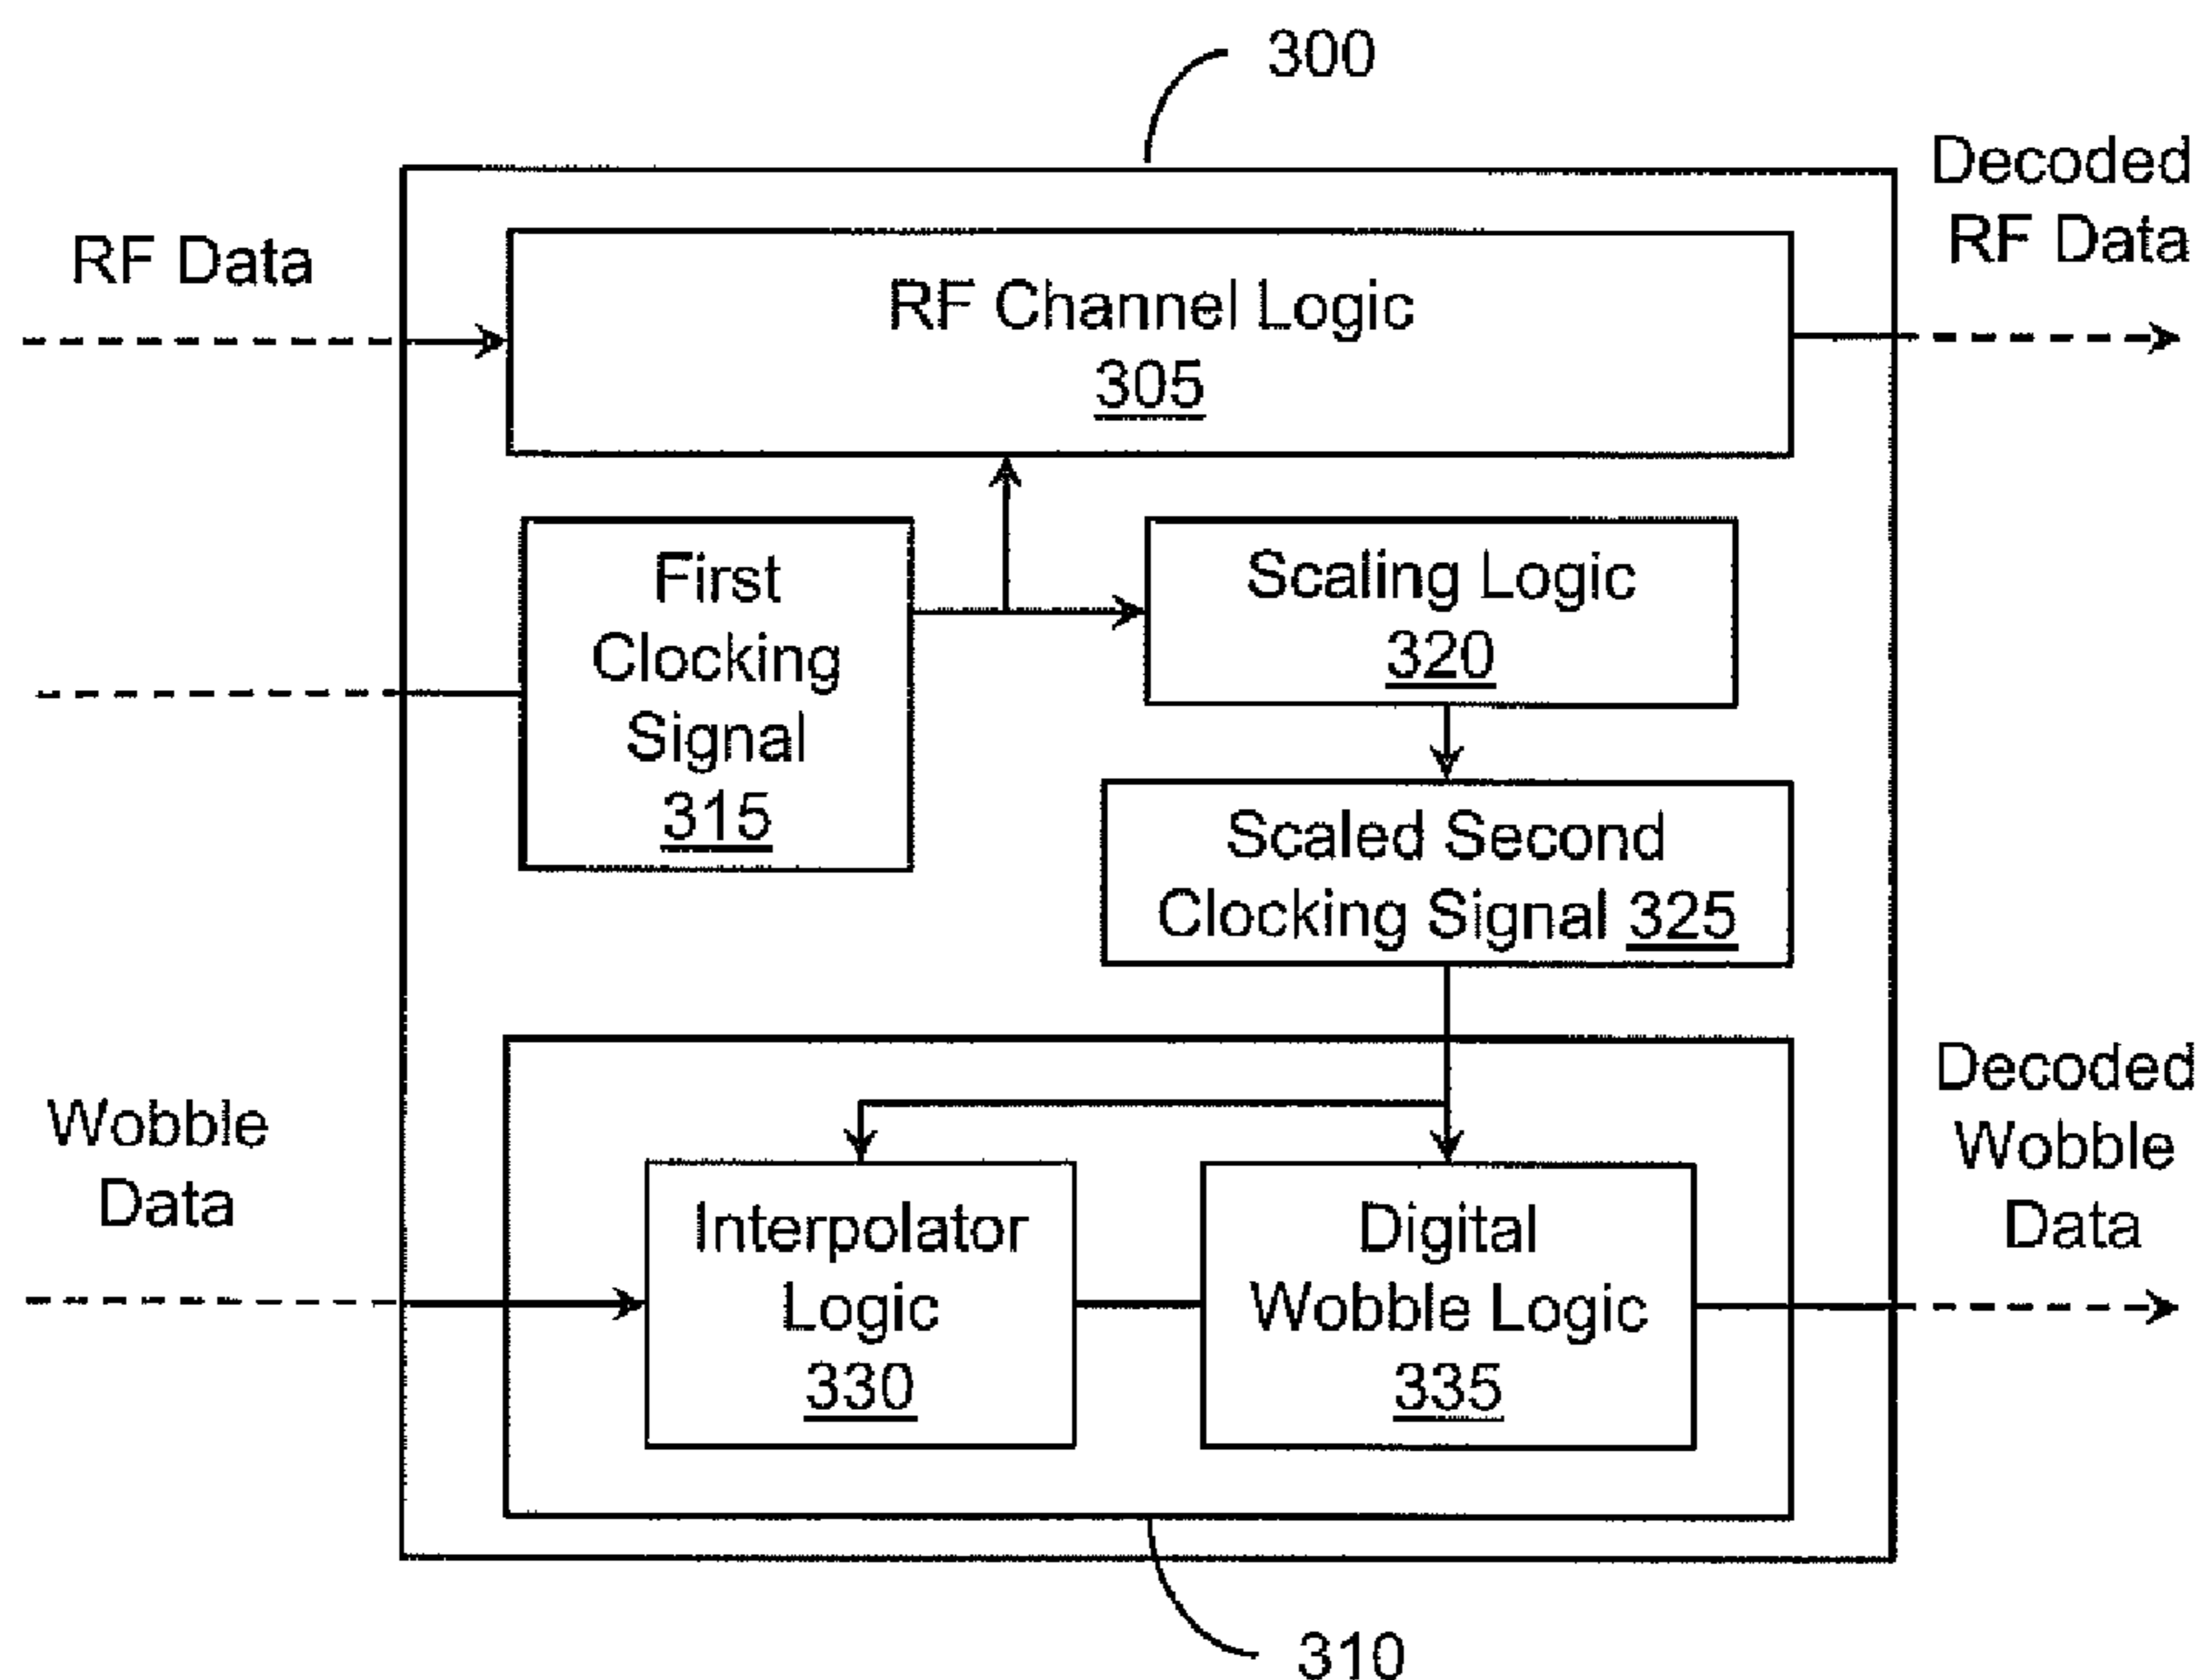 300
Decoded
RF Data
RF Data
RF Channel Logic
305
First
Clocking
Signal
315
Scaling Logic
320
Scaled Second
Clocking Signal 325
Wobble
Data
Interpolator
Logic
330
Digital
Wobble Logic
335
Decoded
Wobble
Data
310